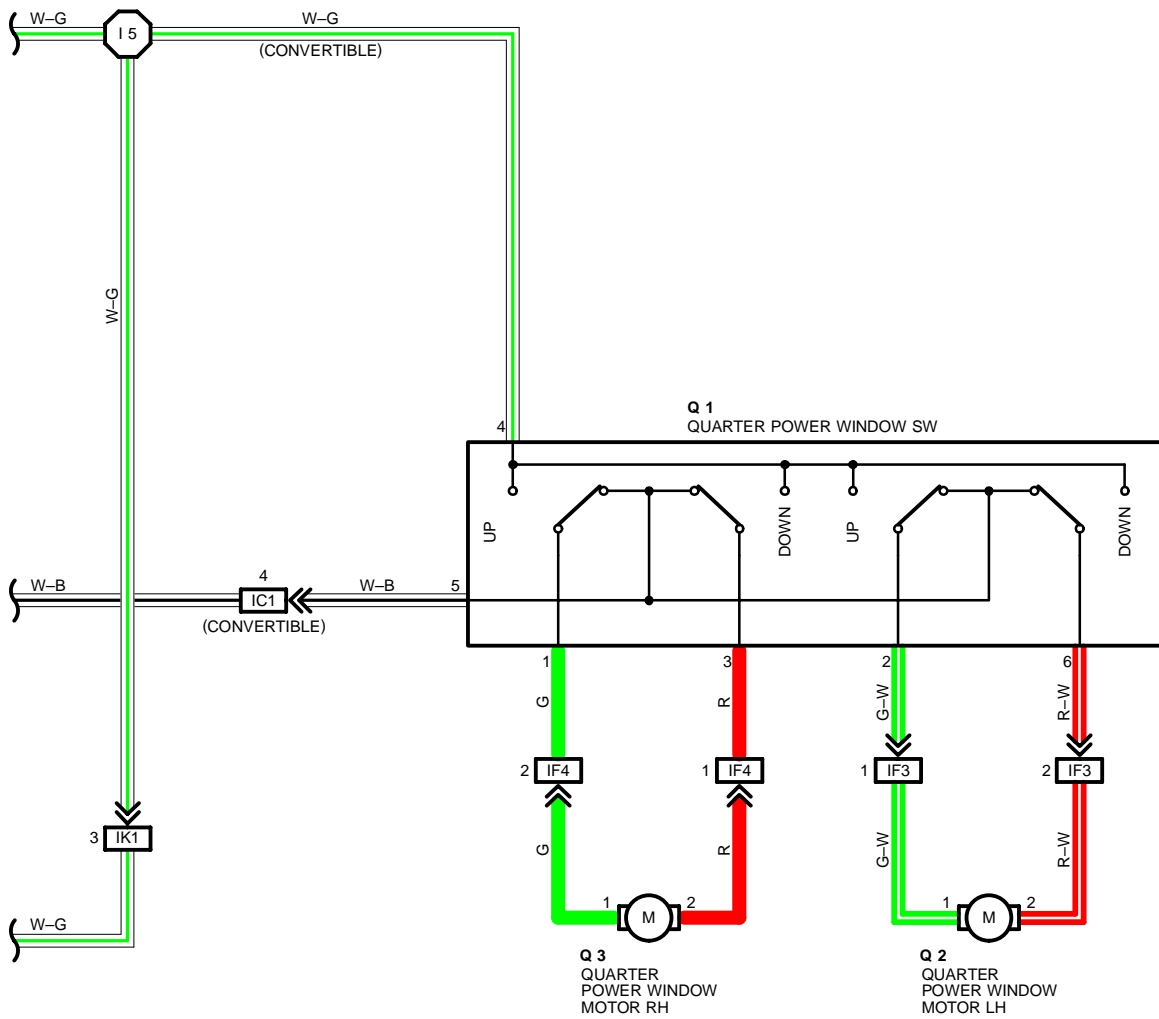 W–G
I 5
W–G
(CONVERTIBLE)
W–G
Q 1
QUARTER POWER WINDOW SW
4
UP
DOWN
UP
DOWN
W–B
4
IC1
(CONVERTIBLE)
W–B
5
1
3
2
6
G
R
G–W
R–W
2
IF4
1
IF4
1
IF3
2
IF3
G
R
G–W
R–W
3
IK1
W–G
1
M
2
1
M
2
Q 3
QUARTER
POWER WINDOW
MOTOR RH
Q 2
QUARTER
POWER WINDOW
MOTOR LH